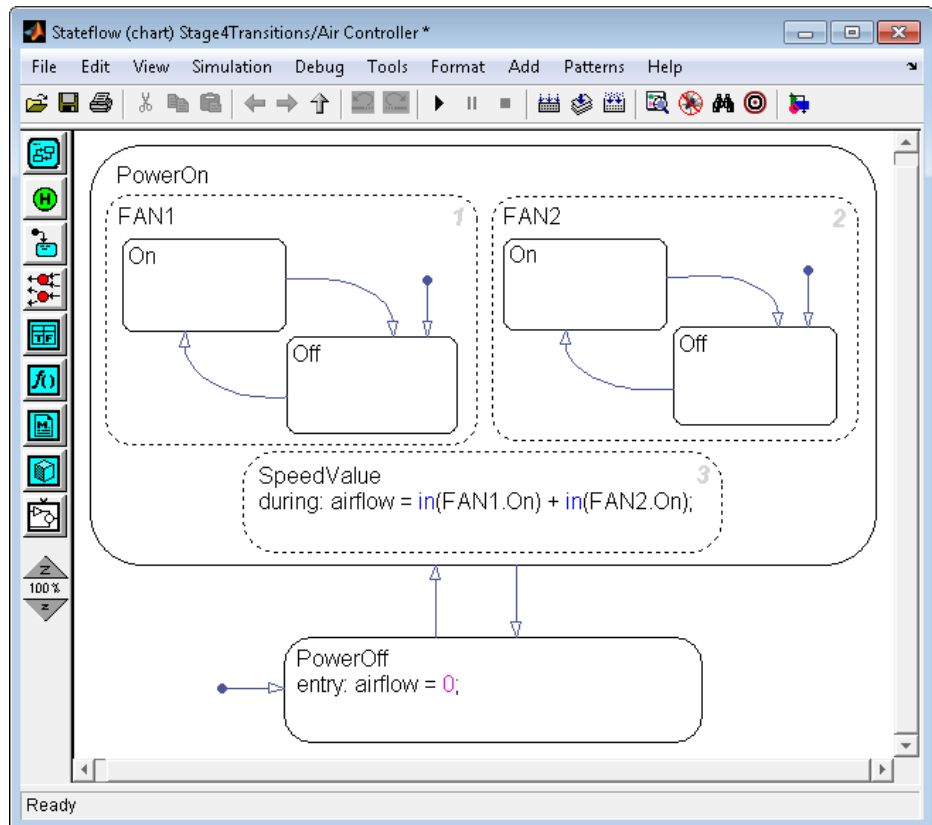 Stateflow (chart) Stage4Transitions/Air Controller *
File Edit View Simulation Debug Tools Format Add Patterns Help
PowerOn
FAN1 1
FAN2 2
On
On
Off
Off
SpeedValue 3
during: airflow = in(FAN1.On) + in(FAN2.On);
PowerOff
entry: airflow = 0;
H
T F
f()
M
Z
100 %
z
Ready